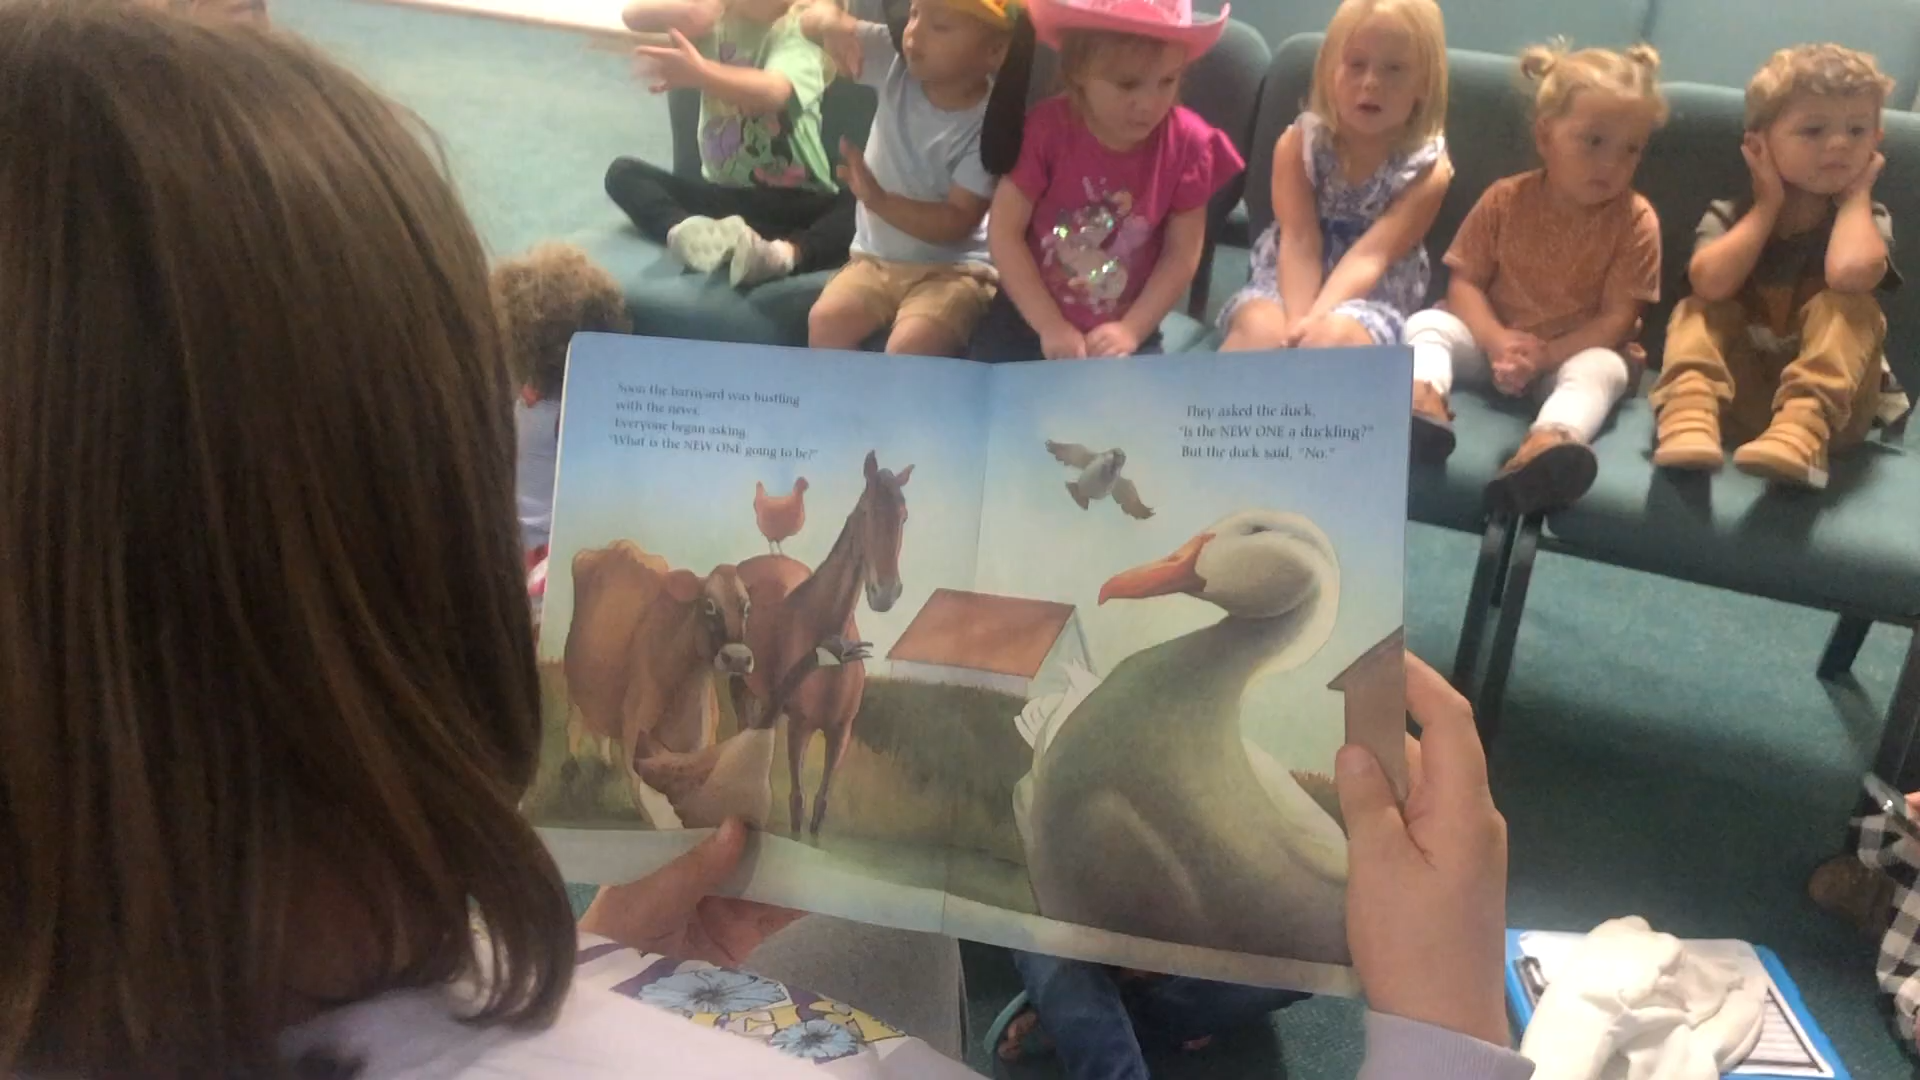 Soon the barnyard was bustling
with the news.
Everyone began asking,
"What is the NEW ONE going to be?"
They asked the duck,
"Is the NEW ONE a duckling?"
But the duck said, "No."